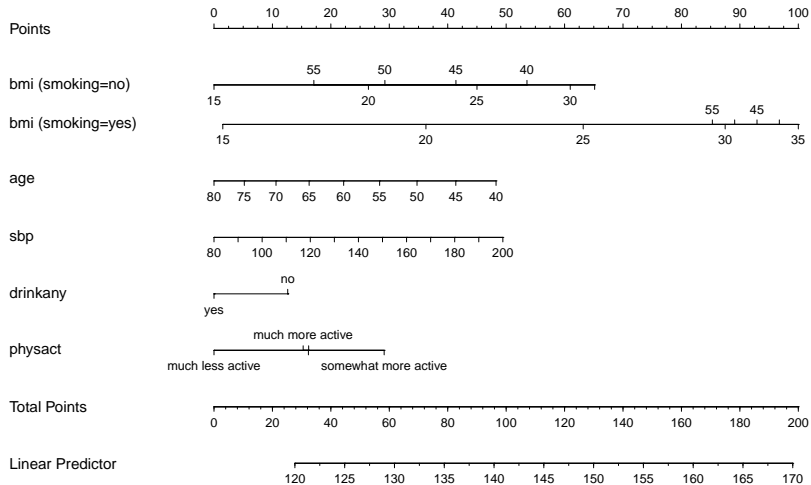 Points
0 10 20 30 40 50 60 70 80 90 100
bmi (smoking=no)
55 50 45 40
15 20 25 30
bmi (smoking=yes)
55 45
15 20 25 30 35
age
80 75 70 65 60 55 50 45 40
sbp
80 100 120 140 160 180 200
drinkany
no
yes
physact
much more active
much less active somewhat more active
Total Points
0 20 40 60 80 100 120 140 160 180 200
Linear Predictor
120 125 130 135 140 145 150 155 160 165 170